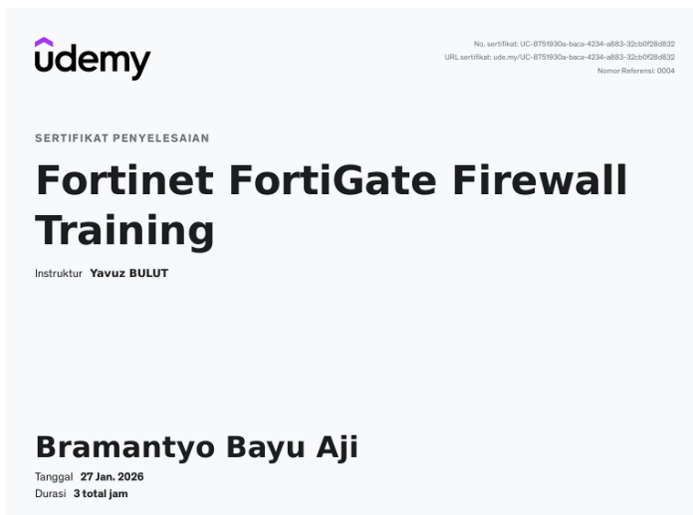 udemy
No. sertifikat: UC-8751930a-baca-4234-a883-32cb0f28d832
URL sertifikat: ude.my/UC-8751930a-baca-4234-a883-32cb0f28d832
Nomor Referensi: 0004
SERTIFIKAT PENYELESAIAN
Fortinet FortiGate Firewall
Training
Instruktur Yavuz BULUT
Bramantyo Bayu Aji
Tanggal 27 Jan. 2026
Durasi 3 total jam